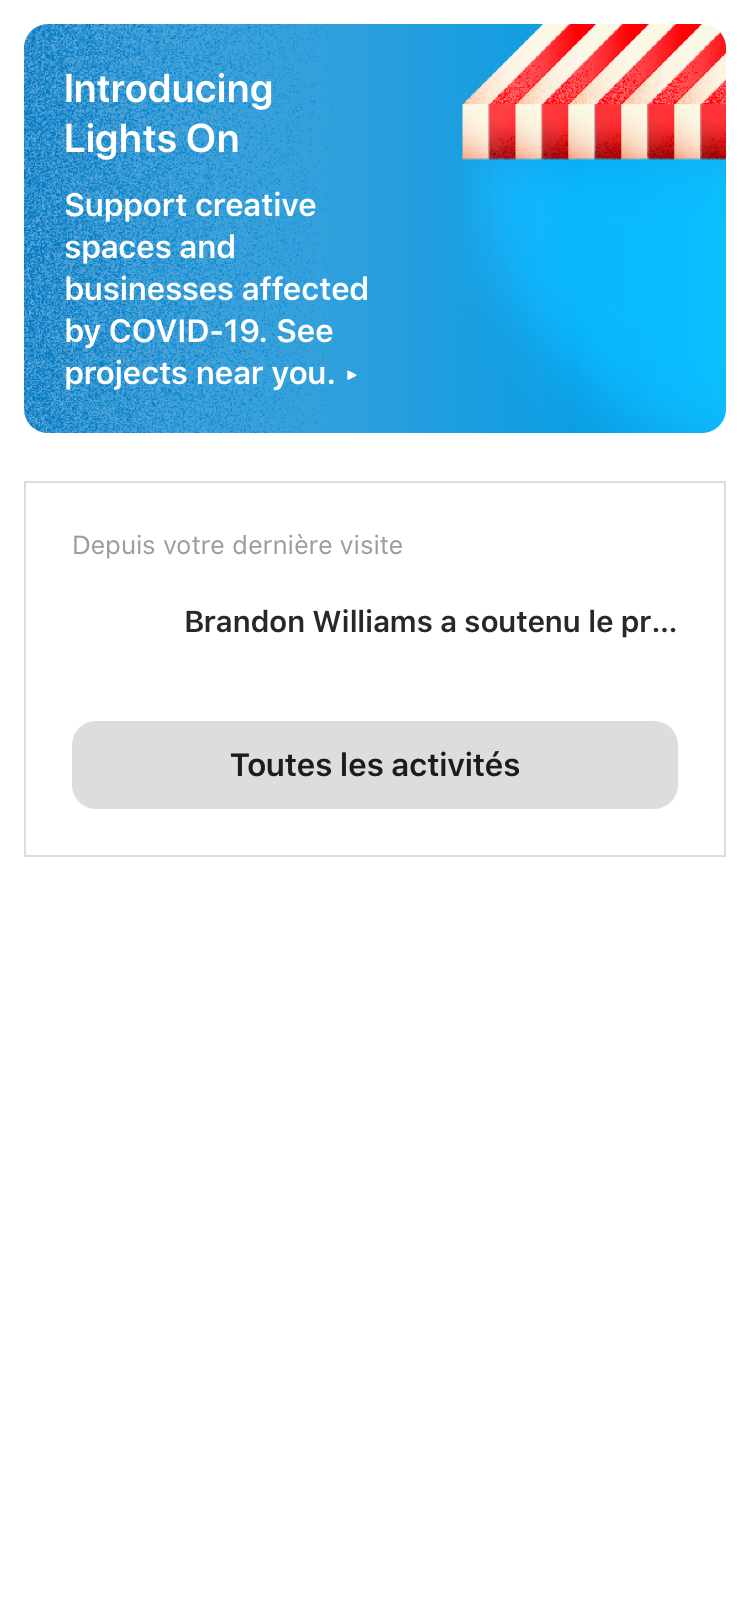 Introducing
Lights On
Support creative
spaces and
businesses affected
by COVID-19. See
projects near you. ▸
Depuis votre dernière visite
Brandon Williams a soutenu le pr...
Toutes les activités